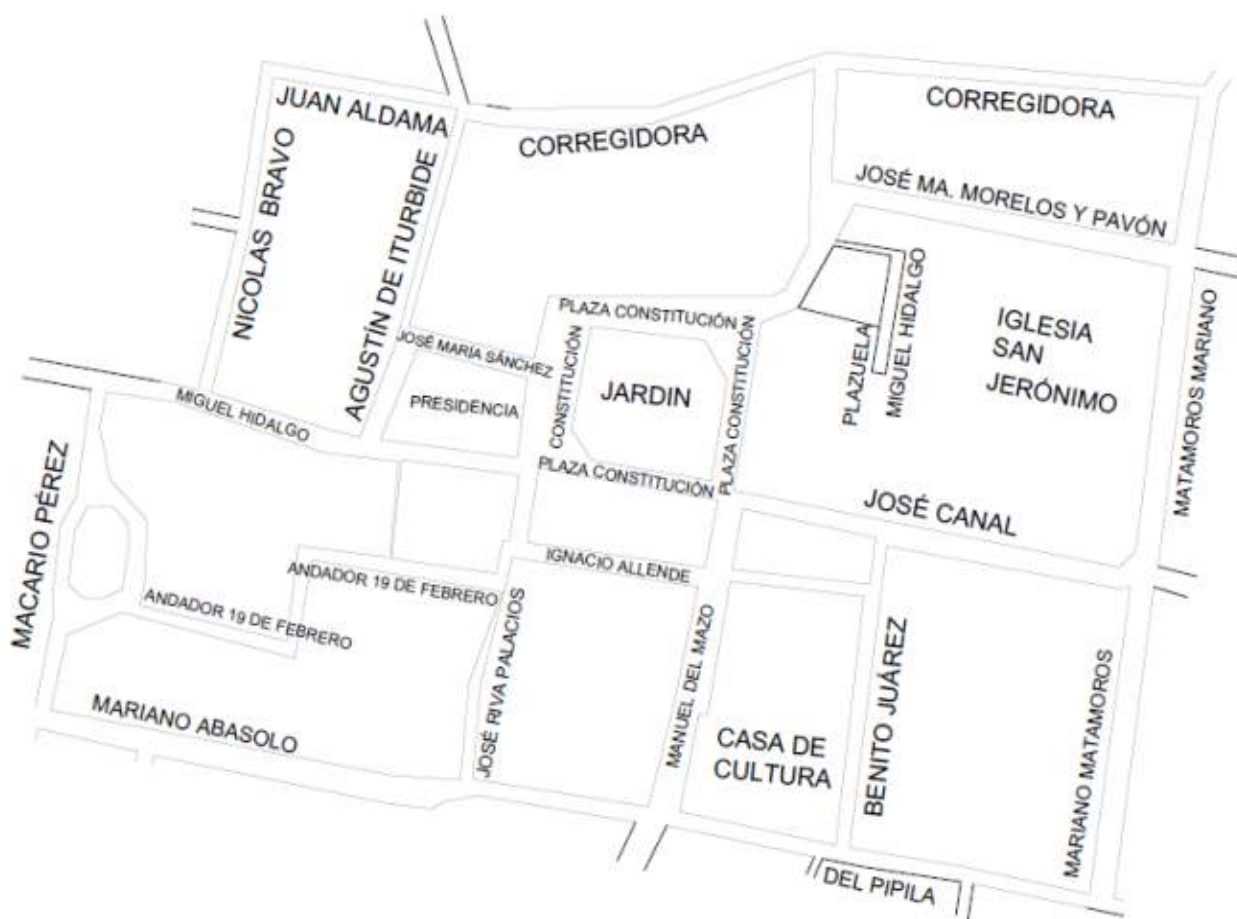 JUAN ALDAMA
CORREGIDORA
CORREGIDORA
NICOLAS BRAVO
AGUSTÍN DE ITURBIDE
JOSÉ MA. MORELOS Y PAVÓN
PLAZA CONSTITUCIÓN
JOSÉ MARIA SÁNCHEZ
CONSTITUCIÓN
JARDIN
PLAZA CONSTITUCIÓN
PLAZUELA
MIGUEL HIDALGO
IGLESIA
SAN
JERÓNIMO
MATAMOROS MARIANO
MIGUEL HIDALGO
PRESIDENCIA
PLAZA CONSTITUCIÓN
JOSÉ CANAL
MACARIO PÉREZ
IGNACIO ALLENDE
ANDADOR 19 DE FEBRERO
ANDADOR 19 DE FEBRERO
JOSÉ RIVA PALACIOS
MANUEL DEL MAZO
BENITO JUÁREZ
MARIANO MATAMOROS
MARIANO ABASOLO
CASA DE
CULTURA
DEL PIPILA